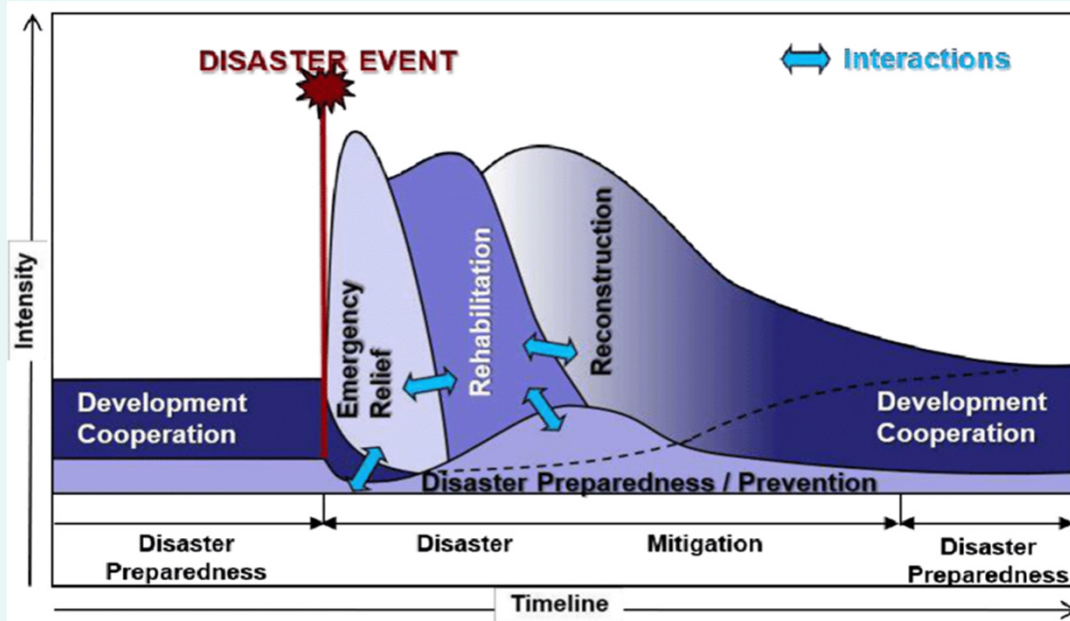 DISASTER EVENT
Interactions
Intensity
Emergency
Relief
Rehabilitation
Reconstruction
Development
Cooperation
Development
Cooperation
Disaster Preparedness / Prevention
Disaster
Preparedness
Disaster
Mitigation
Disaster
Preparedness
Timeline